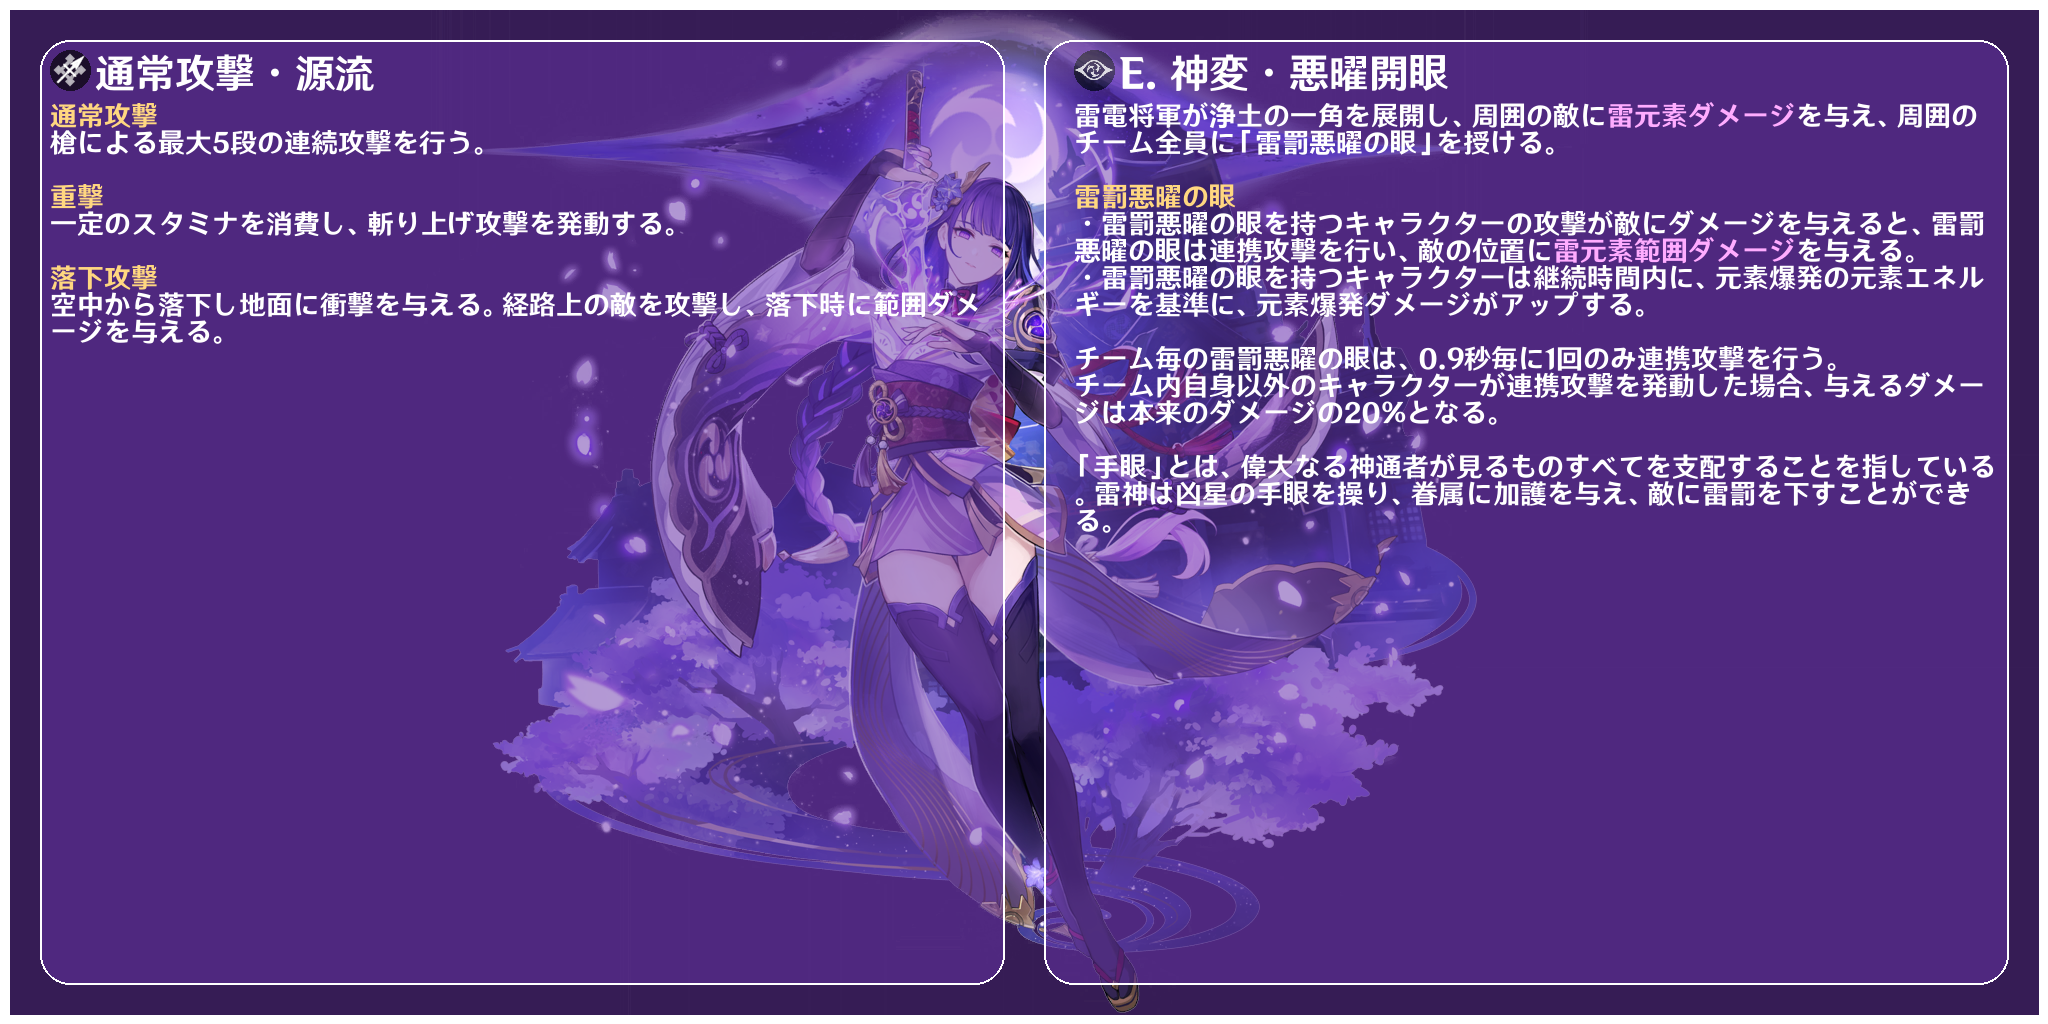 通常攻撃・源流
通常攻撃
槍による最大5段の連続攻撃を行う。
重撃
一定のスタミナを消費し、斬り上げ攻撃を発動する。
落下攻撃
空中から落下し地面に衝撃を与える。経路上の敵を攻撃し、落下時に範囲ダメ
ージを与える。
E. 神変・悪曜開眼
雷電将軍が浄土の一角を展開し、周囲の敵に雷元素ダメージを与え、周囲の
チーム全員に「雷罰悪曜の眼」を授ける。
雷罰悪曜の眼
・雷罰悪曜の眼を持つキャラクターの攻撃が敵にダメージを与えると、雷罰
悪曜の眼は連携攻撃を行い、敵の位置に雷元素範囲ダメージを与える。
・雷罰悪曜の眼を持つキャラクターは継続時間内に、元素爆発の元素エネル
ギーを基準に、元素爆発ダメージがアップする。
チーム毎の雷罰悪曜の眼は、0.9秒毎に1回のみ連携攻撃を行う。
チーム内自身以外のキャラクターが連携攻撃を発動した場合、与えるダメー
ジは本来のダメージの20%となる。
「手眼」とは、偉大なる神通者が見るものすべてを支配することを指している
。雷神は凶星の手眼を操り、眷属に加護を与え、敵に雷罰を下すことができ
る。